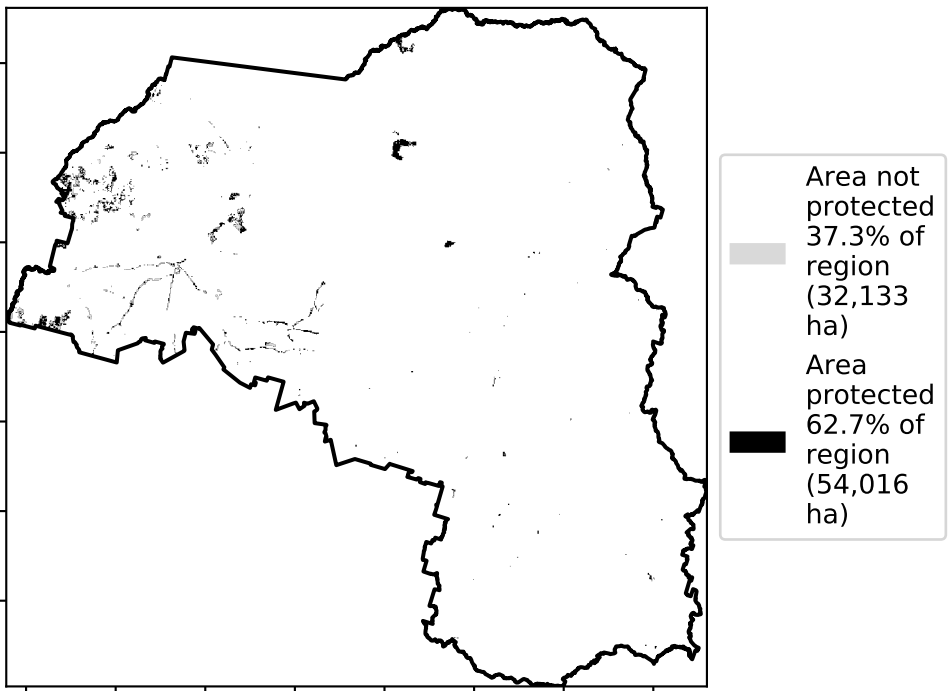 Area not
protected
37.3% of
region
(32,133
ha)
Area
protected
62.7% of
region
(54,016
ha)